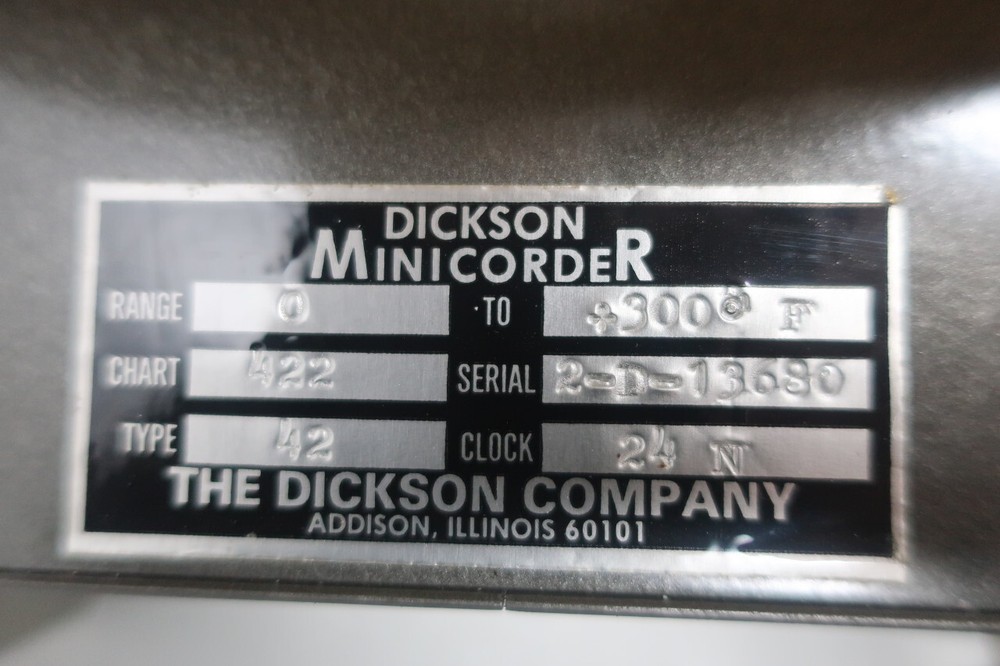 DICKSON
MINICORDER
RANGE 0 TO +300° F
CHART 422 SERIAL 2-D-13680
TYPE 42 CLOCK 24 N
THE DICKSON COMPANY
ADDISON, ILLINOIS 60101